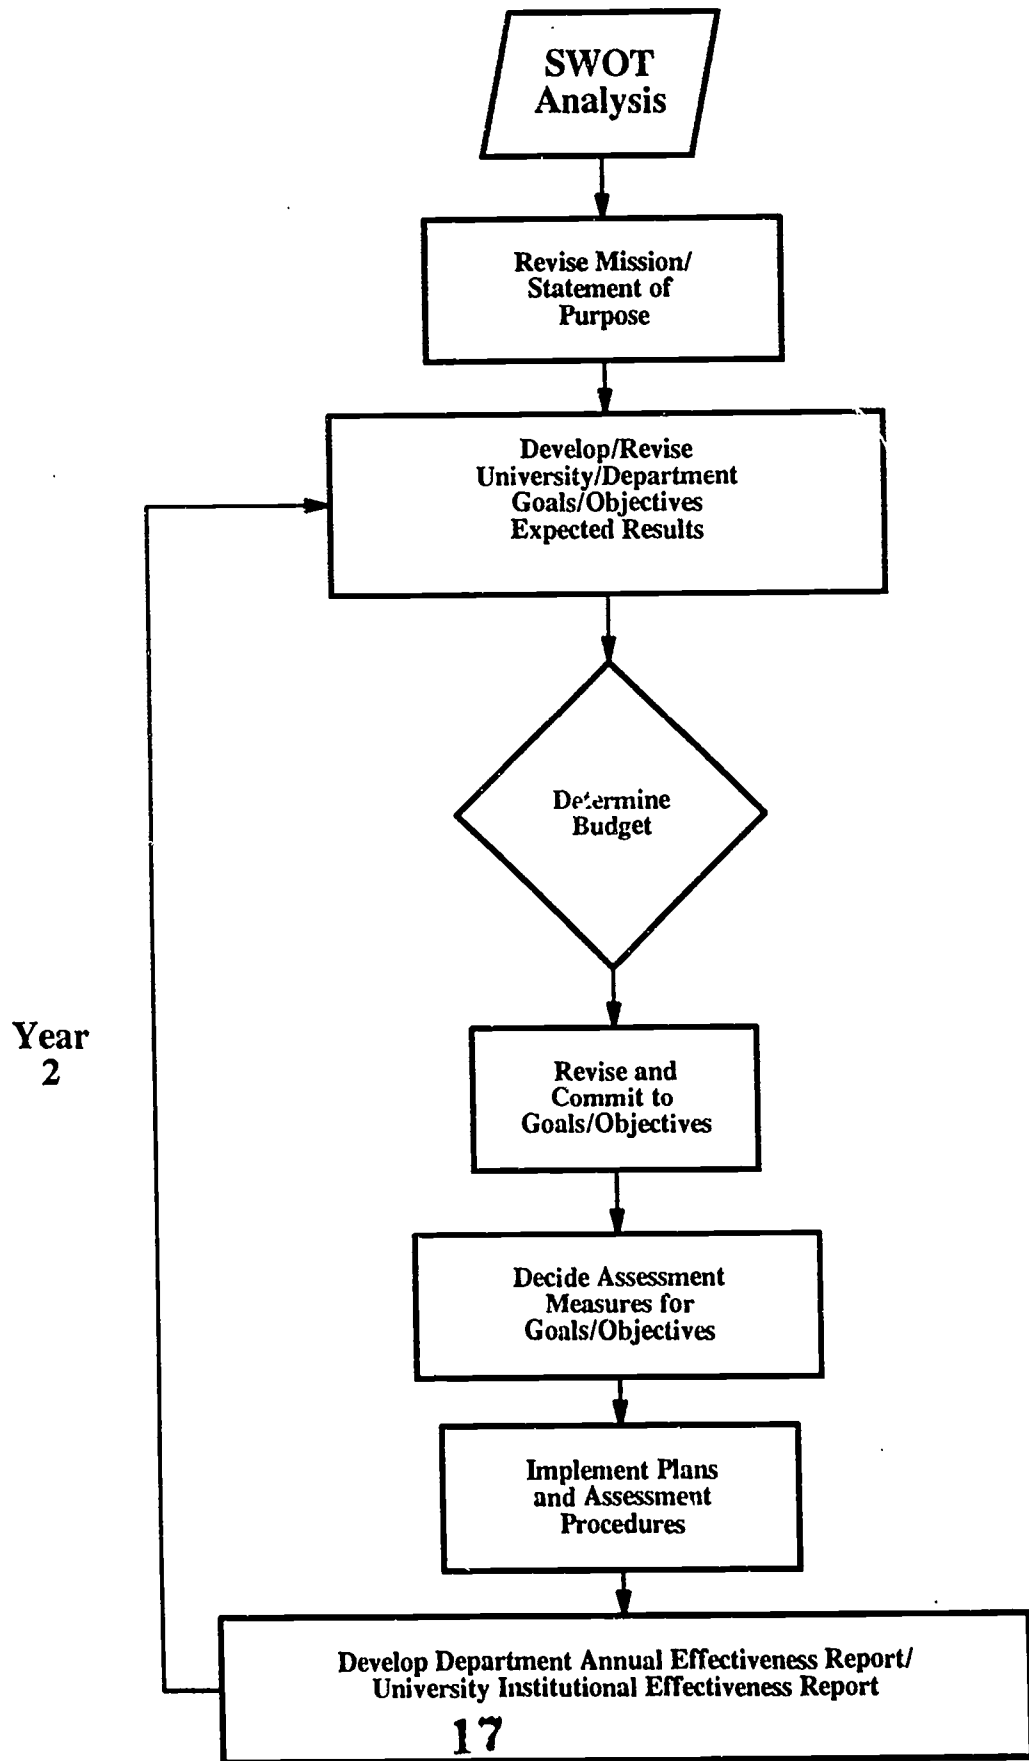 SWOT
Analysis
Revise Mission/
Statement of
Purpose
Develop/Revise
University/Department
Goals/Objectives
Expected Results
Determine
Budget
Year
2
Revise and
Commit to
Goals/Objectives
Decide Assessment
Measures for
Goals/Objectives
Implement Plans
and Assessment
Procedures
Develop Department Annual Effectiveness Report/
University Institutional Effectiveness Report
17